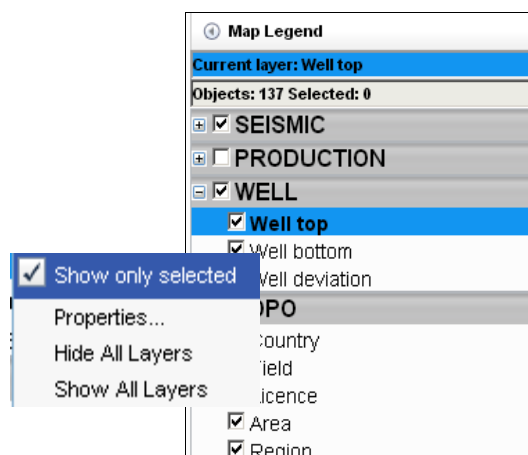 Map Legend
Current layer: Well top
Objects: 137 Selected: 0
SEISMIC
PRODUCTION
WELL
Well top
Well bottom
Show only selected
Well deviation
Properties...
Hide All Layers
Show All Layers
Area
Region